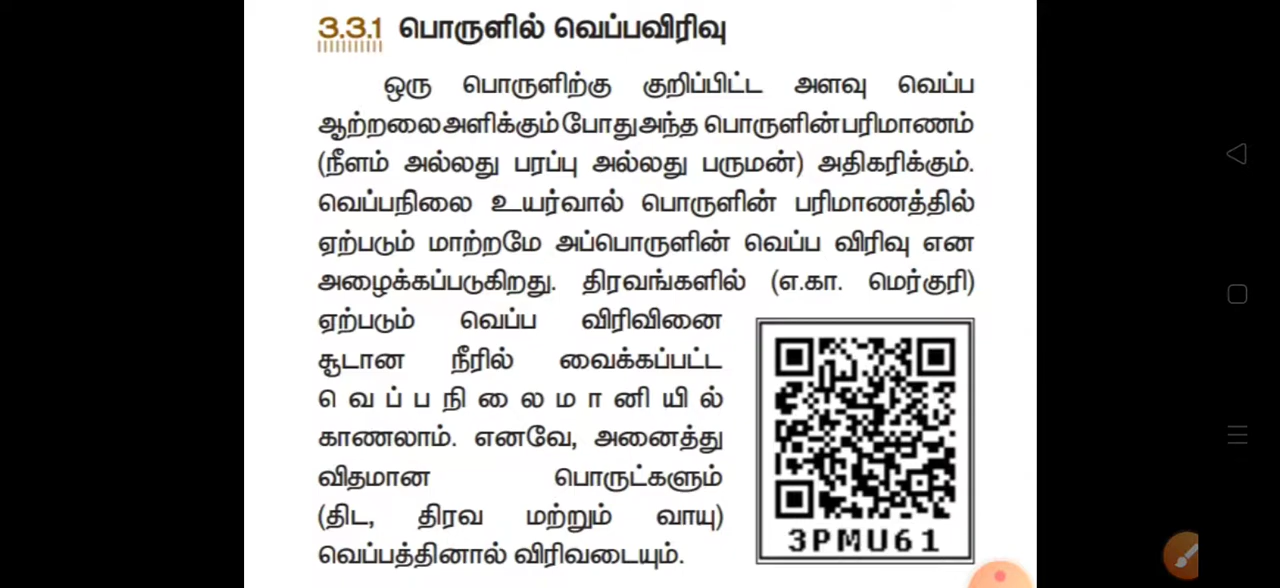 3.3.1 பொருளில் வெப்பவிரிவு
ஒரு பொருளிற்கு குறிப்பிட்ட அளவு வெப்ப
ஆற்றலைஅளிக்கும்போதுஅந்த பொருளின்பரிமாணம்
(நீளம் அல்லது பரப்பு அல்லது பருமன்) அதிகரிக்கும்.
வெப்பநிலை உயர்வால் பொருளின் பரிமாணத்தில்
ஏற்படும் மாற்றமே அப்பொருளின் வெப்ப விரிவு என
அழைக்கப்படுகிறது. திரவங்களில் (எ.கா. மெர்குரி)
ஏற்படும் வெப்ப விரிவினை
சூடான நீரில் வைக்கப்பட்ட
வெப்பநிலைமானியில்
காணலாம். எனவே, அனைத்து
விதமான பொருட்களும்
(திட, திரவ மற்றும் வாயு)
வெப்பத்தினால் விரிவடையும்.
3PMU61